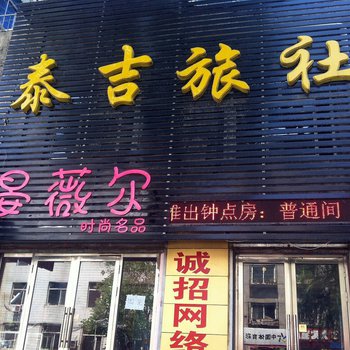 泰吉旅社
晏薇尔
时尚名品
推出钟点房：普通间
诚招网络